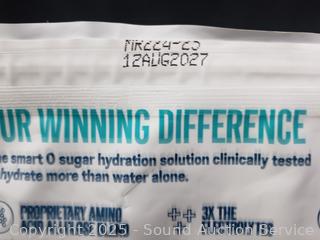 MR224-25
12AUG2027
UR WINNING DIFFERENCE
e smart 0 sugar hydration solution clinically tested
hydrate more than water alone.
PROPRIETARY AMINO
++ 3X THE
Copyright 2025 - Sound Auction Service